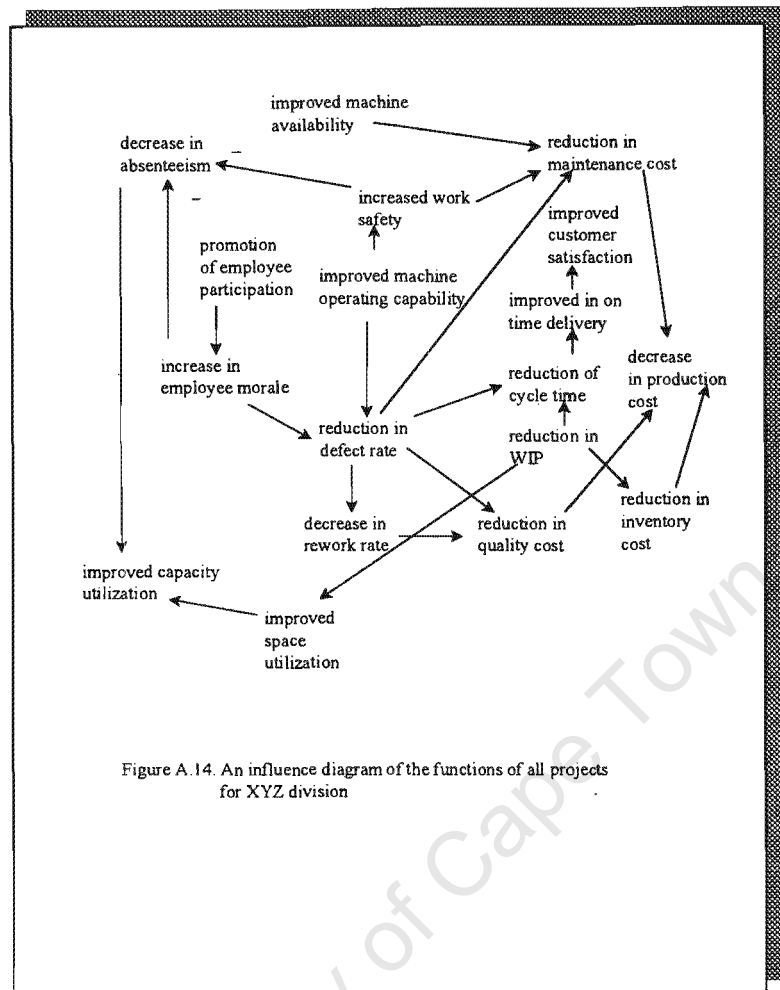 improved machine
availability
decrease in
absenteeism
reduction in
maintenance cost
increased work
safety
improved
customer
satisfaction
promotion
of employee
participation
improved machine
operating capability
improved in on
time delivery
increase in
employee morale
reduction of
cycle time
decrease
in production
cost
reduction in
defect rate
reduction in
WIP
decrease in
rework rate
reduction in
quality cost
reduction in
inventory
cost
improved capacity
utilization
improved
space
utilization
Figure A.14. An influence diagram of the functions of all projects
for XYZ division
of Cape Town